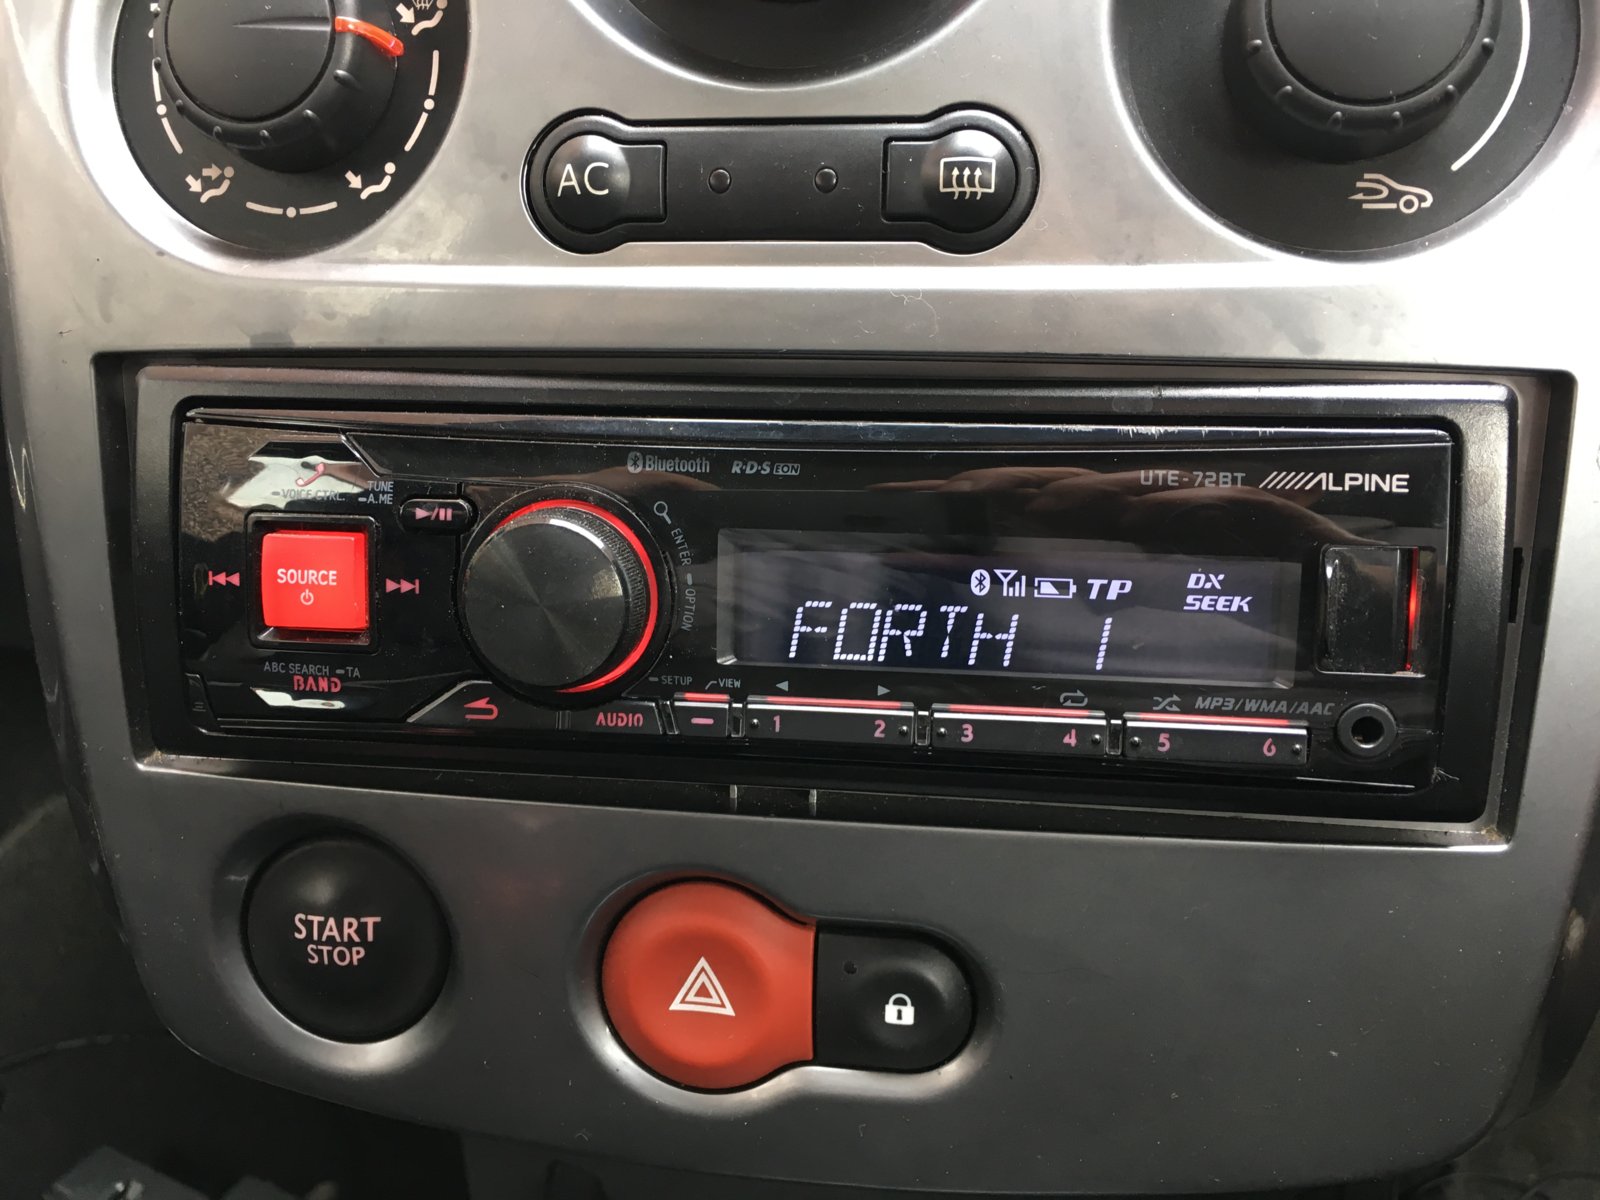 AC
Bluetooth R·D·S EON
UTE-72BT ALPINE
VOICE CTRL.
TUNE
A.ME
SOURCE
ENTER
OPTION
TP
DX
SEEK
FORTH 1
ABC SEARCH TA
BAND
SETUP VIEW
MP3/WMA/AAC
AUDIO
1 2 3 4 5 6
START
STOP